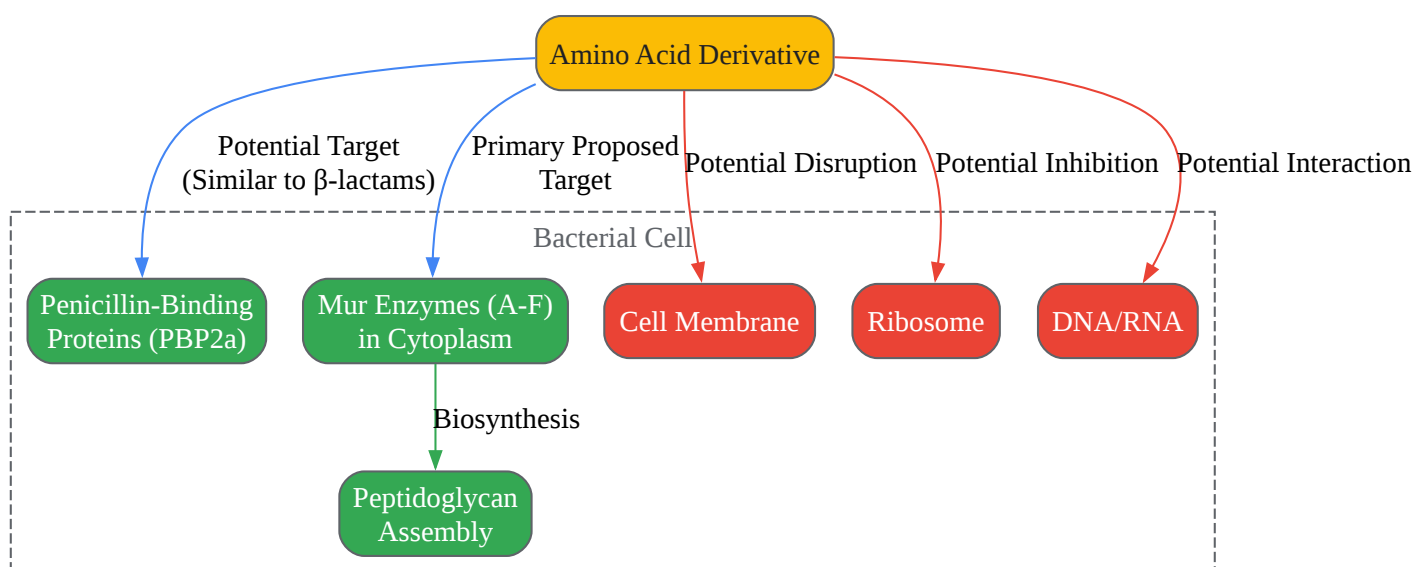 Amino Acid Derivative
Potential Target
(Similar to β-lactams)
Primary Proposed
Target
Potential Disruption
Potential Inhibition
Potential Interaction
Bacterial Cell
Penicillin-Binding
Proteins (PBP2a)
Mur Enzymes (A-F)
in Cytoplasm
Cell Membrane
Ribosome
DNA/RNA
Biosynthesis
Peptidoglycan
Assembly